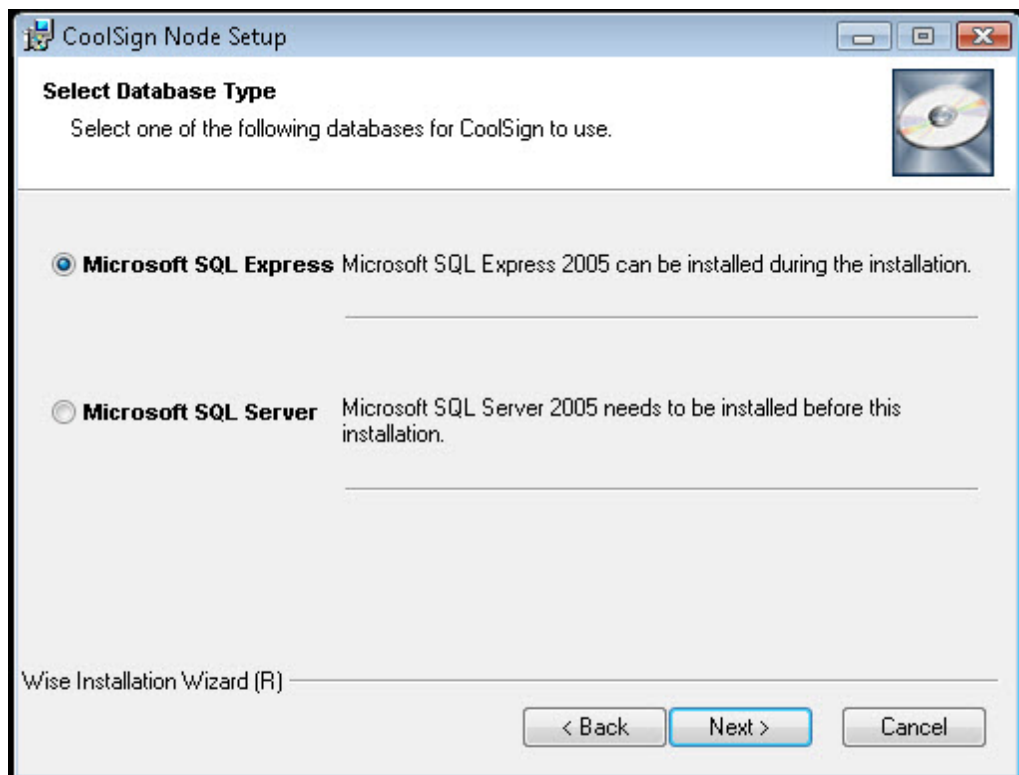 CoolSign Node Setup
Select Database Type
Select one of the following databases for CoolSign to use.
Microsoft SQL Express Microsoft SQL Express 2005 can be installed during the installation.
Microsoft SQL Server Microsoft SQL Server 2005 needs to be installed before this
installation.
Wise Installation Wizard (R)
< Back Next > Cancel